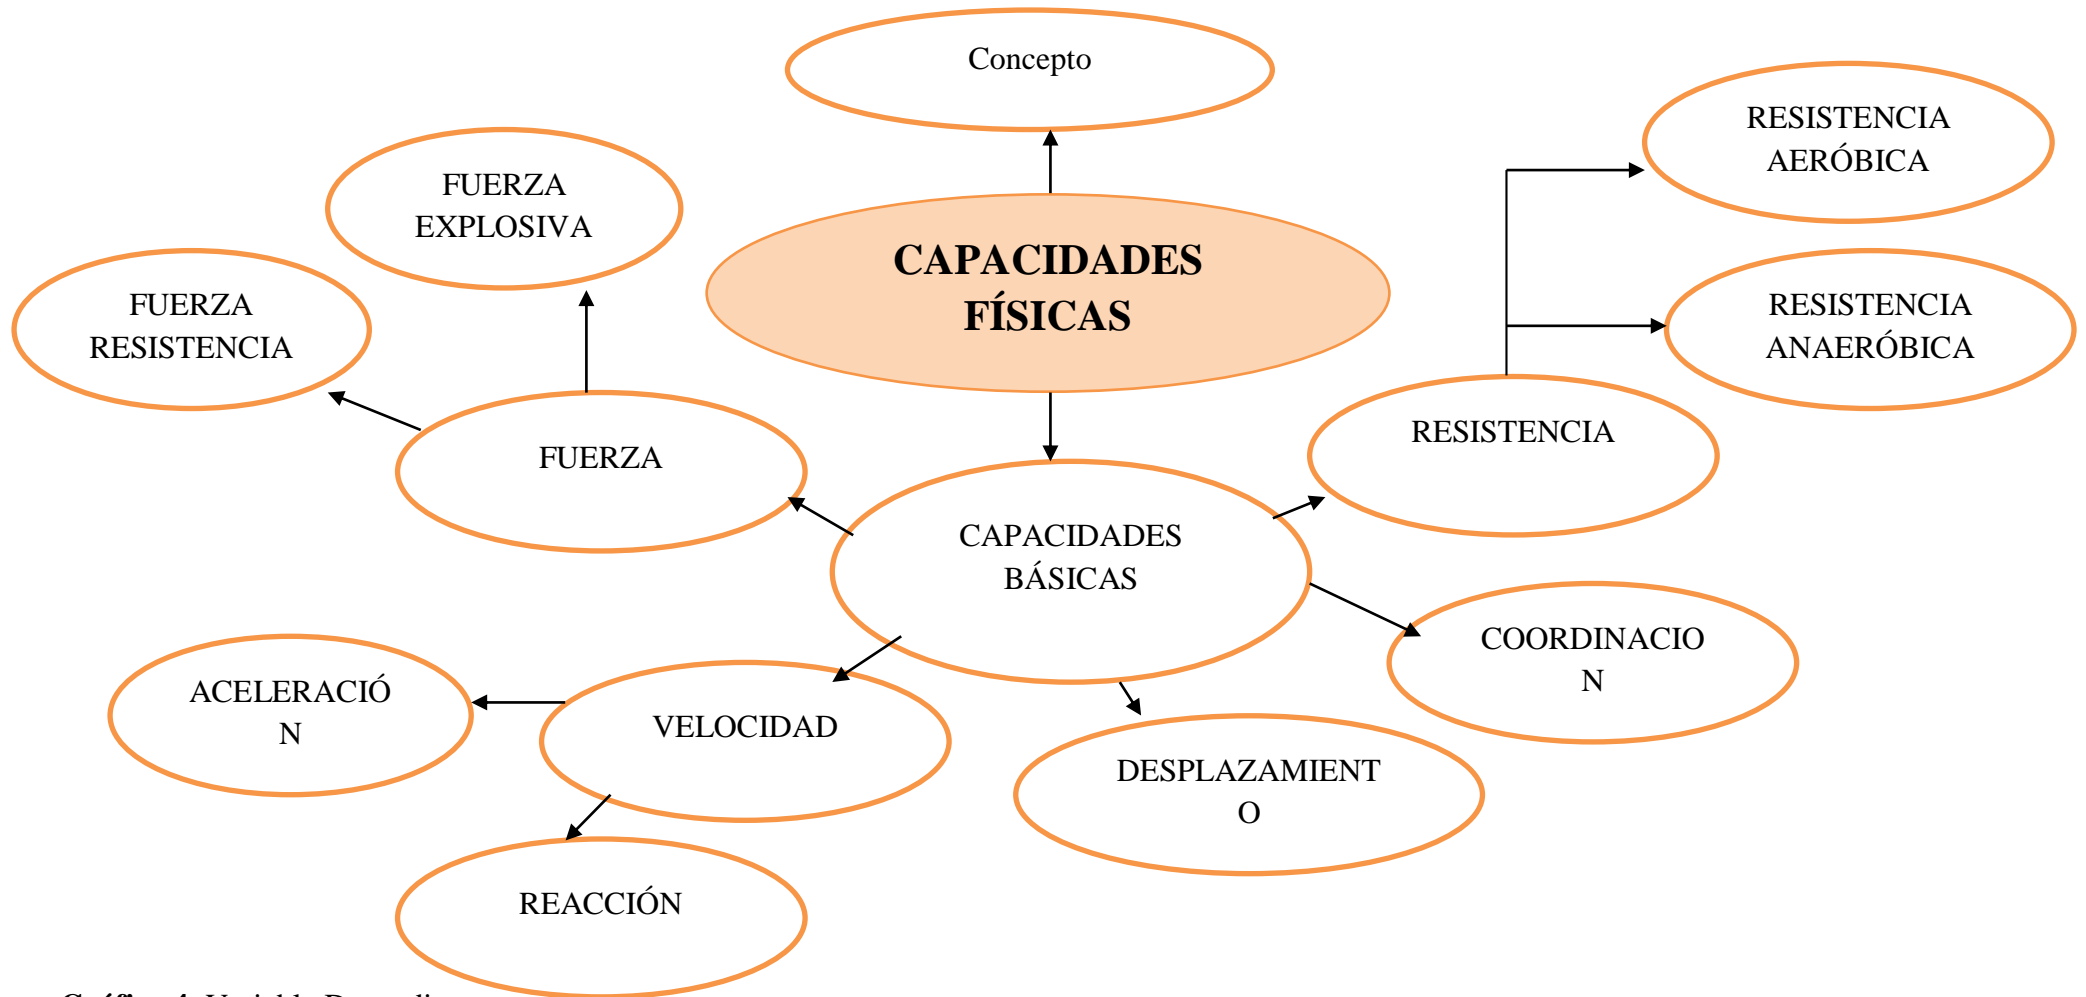 Concepto
RESISTENCIA
AERÓBICA
FUERZA
EXPLOSIVA
CAPACIDADES
FÍSICAS
FUERZA
RESISTENCIA
RESISTENCIA
ANAERÓBICA
RESISTENCIA
FUERZA
CAPACIDADES
BÁSICAS
COORDINACIO
N
ACELERACIÓ
N
VELOCIDAD
DESPLAZAMIENT
O
REACCIÓN